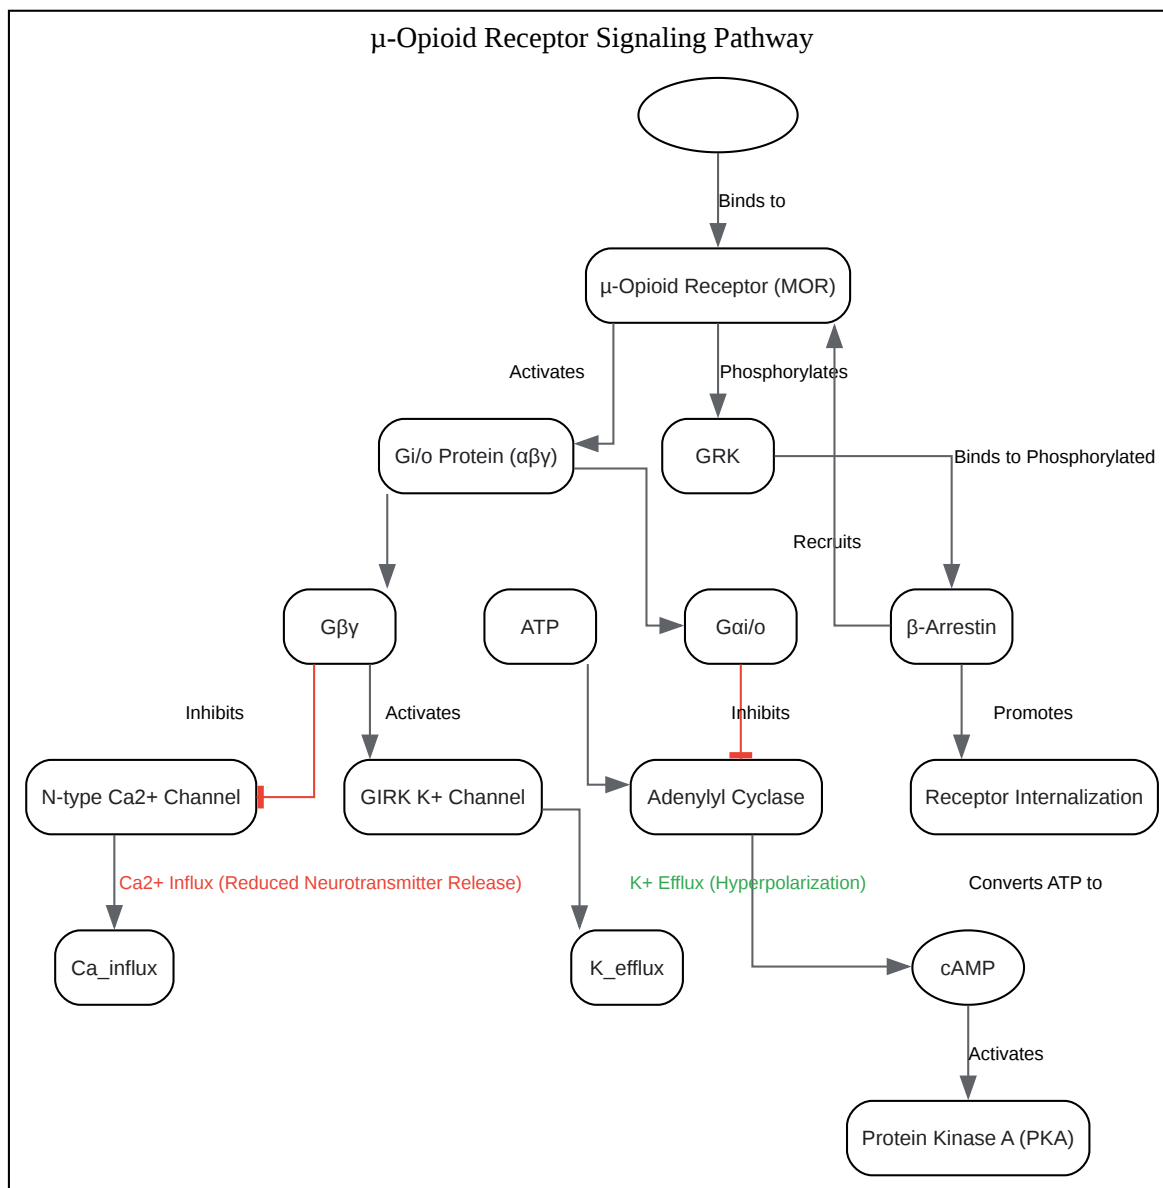 µ-Opioid Receptor Signaling Pathway
Binds to
µ-Opioid Receptor (MOR)
Activates
Phosphorylates
Gi/o Protein (αβγ)
GRK
Binds to Phosphorylated
Recruits
Gβγ
ATP
Gαi/o
β-Arrestin
Inhibits
Activates
Inhibits
Promotes
N-type Ca2+ Channel
GIRK K+ Channel
Adenylyl Cyclase
Receptor Internalization
Ca2+ Influx (Reduced Neurotransmitter Release)
K+ Efflux (Hyperpolarization)
Converts ATP to
Ca_influx
K_efflux
cAMP
Activates
Protein Kinase A (PKA)